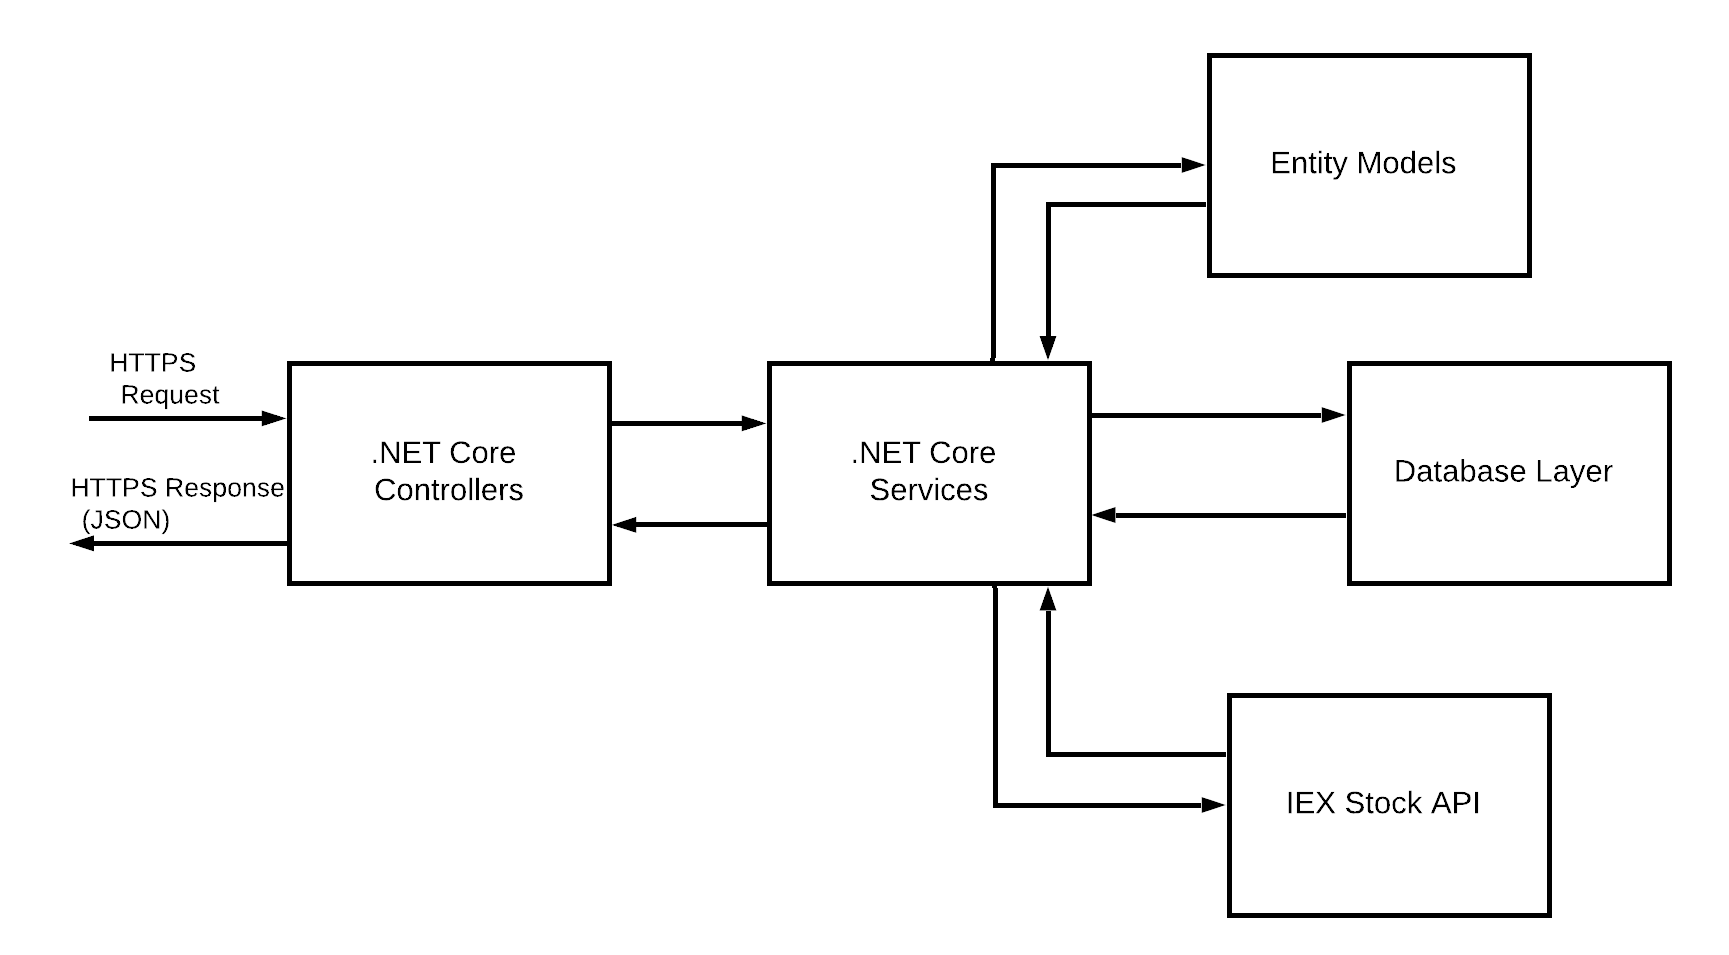 Entity Models
HTTPS
Request
.NET Core
Controllers
.NET Core
Services
Database Layer
HTTPS Response
(JSON)
IEX Stock API